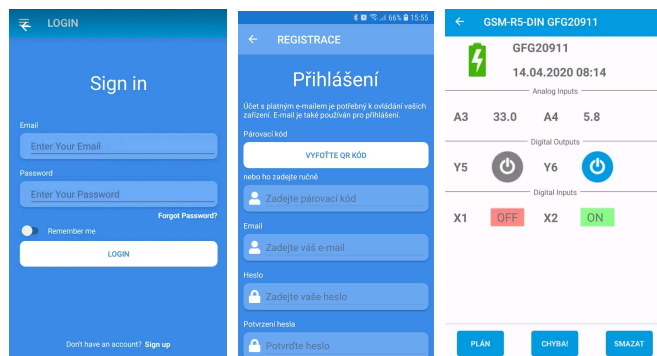 LOGIN
Sign in
Email
Enter Your Email
Password
Enter Your Password
Forgot Password?
Remember me
LOGIN
Don't have an account? Sign up
66% 15:55
REGISTRACE
Přihlášení
Účet s platným e-mailem je potřebný k ovládání vašich
zařízení. E-mail je také používán pro přihlášení.
Párovací kód
VYFOŤTE QR KÓD
nebo ho zadejte ručně
Zadejte párovací kód
Email
Zadejte váš e-mail
Heslo
Zadejte vaše heslo
Potvrzení hesla
Potvrďte heslo
GSM-R5-DIN GFG20911
GFG20911
14.04.2020 08:14
Analog Inputs
A3 33.0 A4 5.8
Digital Outputs
Y5 Y6
Digital Inputs
X1 OFF X2 ON
PLÁN CHYBA! SMAZAT